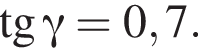 tg γ = 0,7.